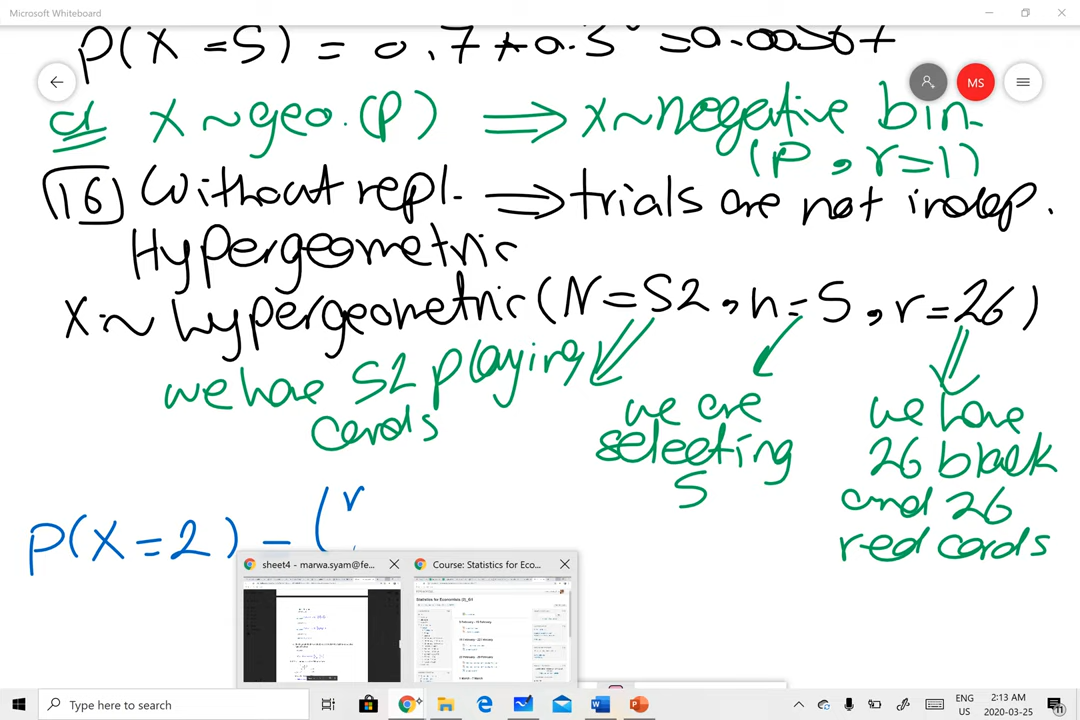 Microsoft Whiteboard
P(X = 5) = 0.7 * 0.3
MS
d X ~ geo. (P) ⟹ X ~ negative bin.
(P, r=1)
16 Without repl. ⟹ trials are not indep.
Hypergeometric
X ~ hypergeometric (N = 52, n = 5, r = 26)
we have 52 playing cards
we are selecting 5
we have 26 black and 26 red cards
P(X = 2) = (r
sheet4 - marwa.syam@fe...
Course: Statistics for Eco...
Type here to search
ENG
US
2:13 AM
2020-03-25